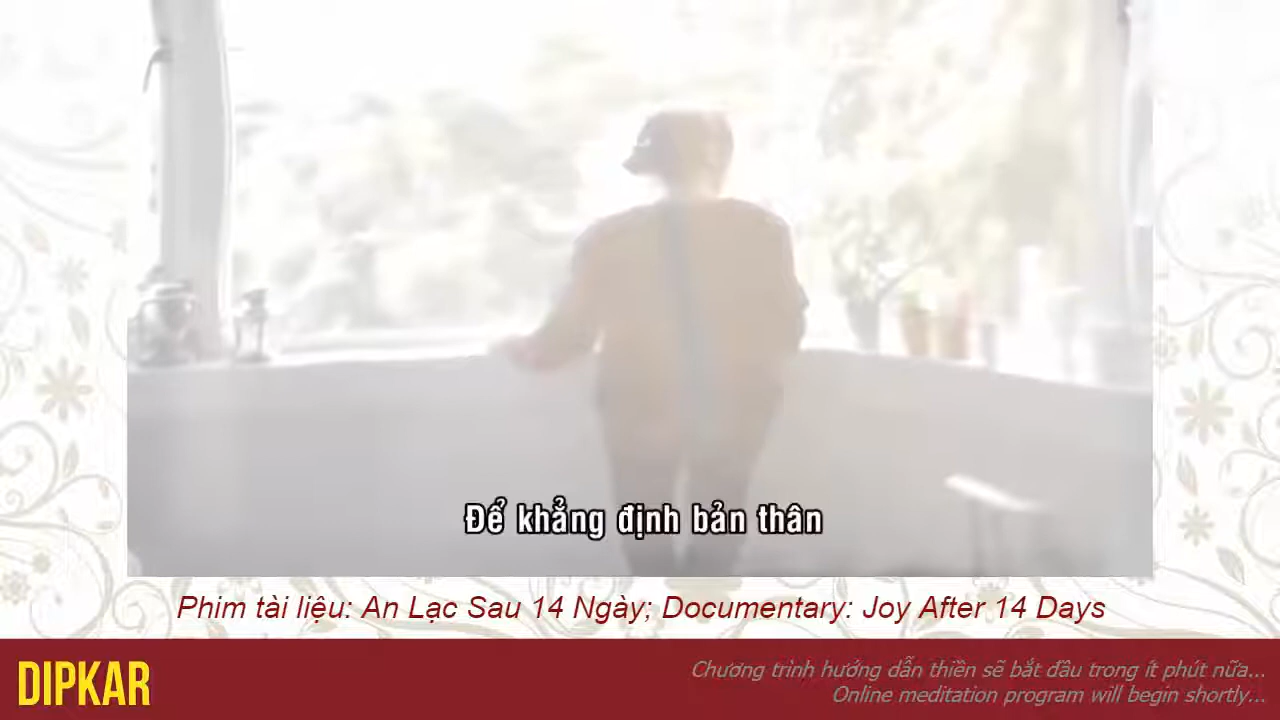 Để khẳng định bản thân
Phim tài liệu: An Lạc Sau 14 Ngày; Documentary: Joy After 14 Days
DIPKAR
Chương trình hướng dẫn thiền sẽ bắt đầu trong ít phút nữa...
Online meditation program will begin shortly...